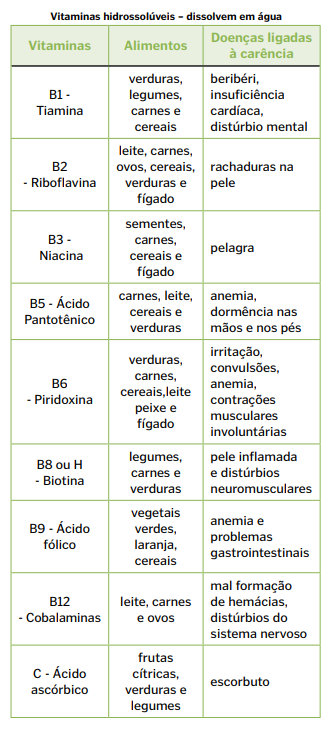 Vitaminas hidrossolúveis – dissolvem em água
Vitaminas
Alimentos
Doenças ligadas
à carência
B1 -
Tiamina
verduras,
legumes,
carnes e
cereais
beribéri,
insuficiência
cardíaca,
distúrbio mental
B2
- Riboflavina
leite, carnes,
ovos, cereais,
verduras e
fígado
rachaduras na
pele
B3 -
Niacina
sementes,
carnes,
cereais e
fígado
pelagra
B5 - Ácido
Pantotênico
carnes, leite,
cereais e
verduras
anemia,
dormência nas
mãos e nos pés
B6
- Piridoxina
verduras,
carnes,
cereais,leite
peixe e
fígado
irritação,
convulsões,
anemia,
contrações
musculares
involuntárias
B8 ou H
- Biotina
legumes,
carnes e
verduras
pele inflamada
e distúrbios
neuromusculares
B9 - Ácido
fólico
vegetais
verdes,
laranja,
cereais
anemia e
problemas
gastrointestinais
B12
- Cobalaminas
leite, carnes
e ovos
mal formação
de hemácias,
distúrbios do
sistema nervoso
C - Ácido
ascórbico
frutas
cítricas,
verduras e
legumes
escorbuto